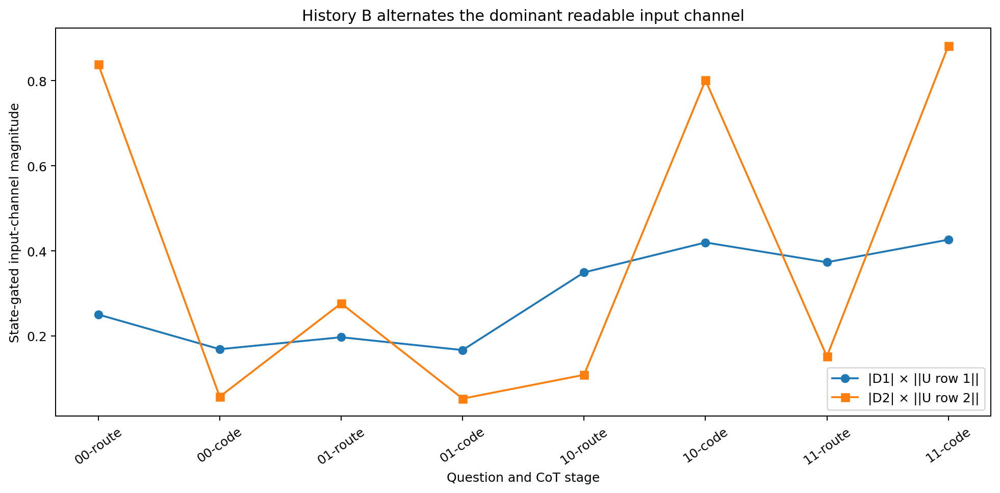 History B alternates the dominant readable input channel
State-gated input-channel magnitude
0.8
0.6
0.4
0.2
|D1| × ||U row 1||
|D2| × ||U row 2||
00-route
00-code
01-route
01-code
10-route
10-code
11-route
11-code
Question and CoT stage